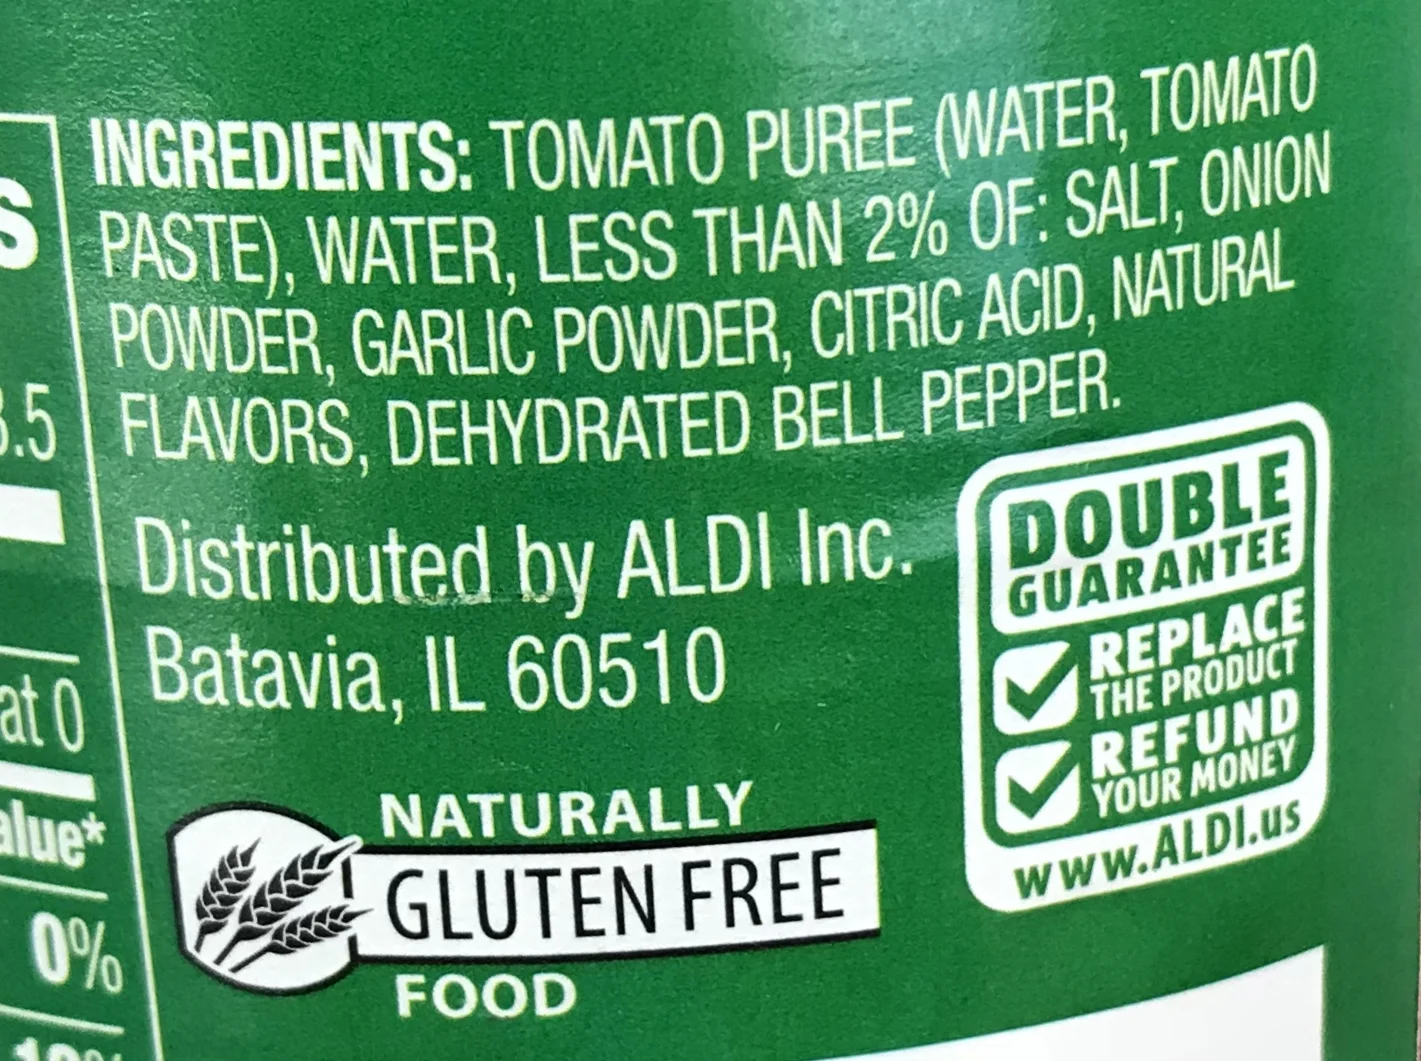 INGREDIENTS: TOMATO PUREE (WATER, TOMATO
PASTE), WATER, LESS THAN 2% OF: SALT, ONION
POWDER, GARLIC POWDER, CITRIC ACID, NATURAL
FLAVORS, DEHYDRATED BELL PEPPER.
Distributed by ALDI Inc.
Batavia, IL 60510
NATURALLY
GLUTEN FREE
FOOD
DOUBLE
GUARANTEE
REPLACE
THE PRODUCT
REFUND
YOUR MONEY
www.ALDI.us
0%